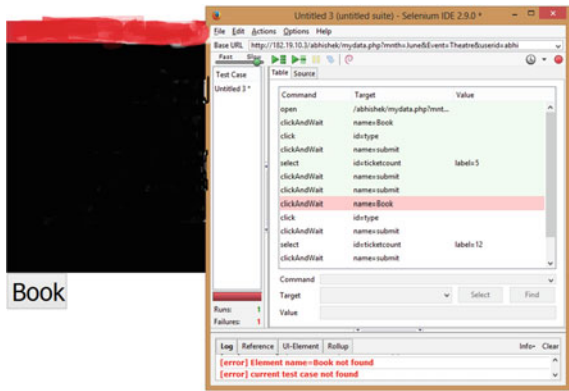 Untitled 3 (untitled suite) - Selenium IDE 2.9.0 *
File Edit Actions Options Help
Base URL http://182.19.10.3/abhishek/mydata.php?mnth=June&Event=Theatre&userid=abhi
Fast Slow
Test Case
Untitled 3 *
Table Source
Command Target Value
open /abhishek/mydata.php?mnt...
clickAndWait name=Book
click id=type
clickAndWait name=submit
select id=ticketcount label=5
clickAndWait name=submit
clickAndWait name=submit
clickAndWait name=Book
click id=type
clickAndWait name=submit
select id=ticketcount label=12
clickAndWait name=submit
Command
Target Select Find
Value
Runs: 1
Failures: 1
Log Reference UI-Element Rollup Info- Clear
[error] Element name=Book not found
[error] current test case not found
Book